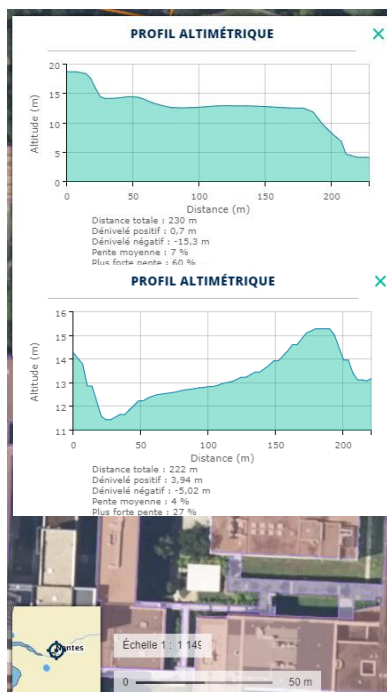 PROFIL ALTIMÉTRIQUE ×
20
15
10
5
0
Altitude (m)
0 50 100 150 200
Distance (m)
Distance totale : 230 m
Dénivelé positif : 0,7 m
Dénivelé négatif : -15,3 m
Pente moyenne : 7 %
Plus forte pente : 60 %
PROFIL ALTIMÉTRIQUE ×
16
15
14
13
12
11
Altitude (m)
0 50 100 150 200
Distance (m)
Distance totale : 222 m
Dénivelé positif : 3,94 m
Dénivelé négatif : -5,02 m
Pente moyenne : 4 %
Plus forte pente : 27 %
Nantes
Échelle 1 : 1 149
0 50 m